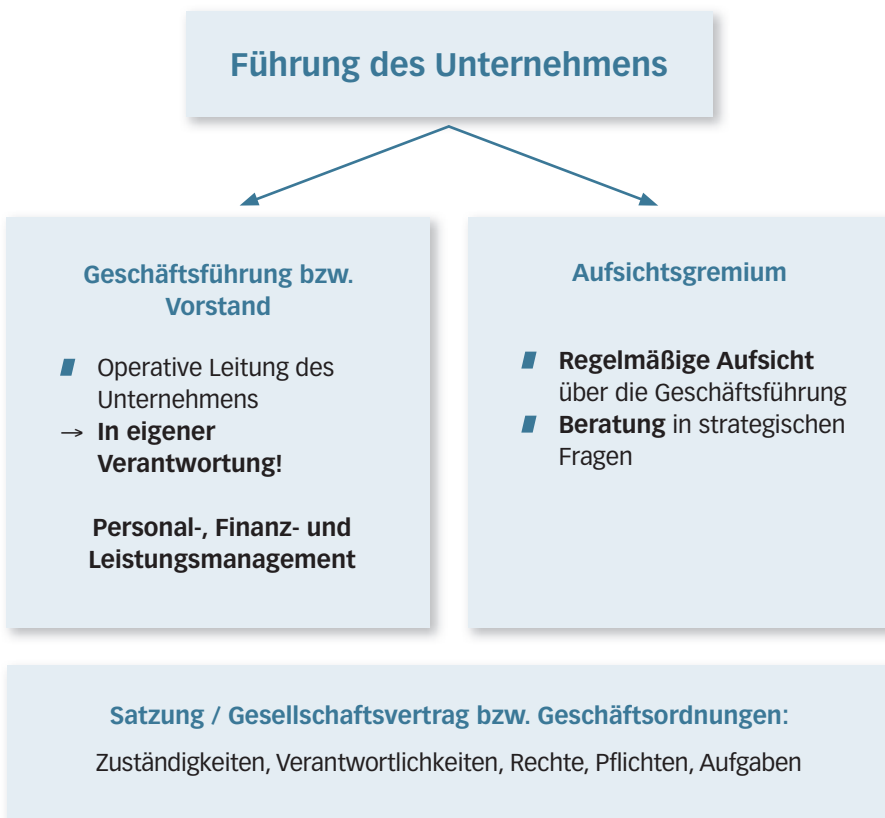 Führung des Unternehmens
Geschäftsführung bzw.
Vorstand
Operative Leitung des
Unternehmens
→ In eigener
Verantwortung!
Personal-, Finanz- und
Leistungsmanagement
Aufsichtsgremium
Regelmäßige Aufsicht
über die Geschäftsführung
Beratung in strategischen
Fragen
Satzung / Gesellschaftsvertrag bzw. Geschäftsordnungen:
Zuständigkeiten, Verantwortlichkeiten, Rechte, Pflichten, Aufgaben